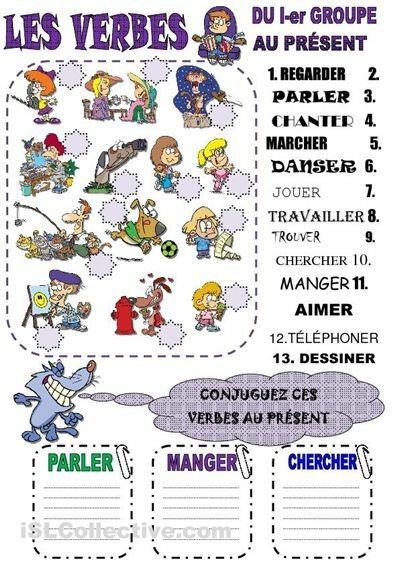 LES VERBES
DU I-er GROUPE
AU PRÉSENT
1. REGARDER 2.
PARLER 3.
CHANTER 4.
MARCHER 5.
DANSER 6.
JOUER 7.
TRAVAILLER 8.
TROUVER 9.
CHERCHER 10.
MANGER 11.
AIMER
12.TÉLÉPHONER
13. DESSINER
CONJUGUEZ CES
VERBES AU PRÉSENT
PARLER MANGER CHERCHER
iSLCollective.com